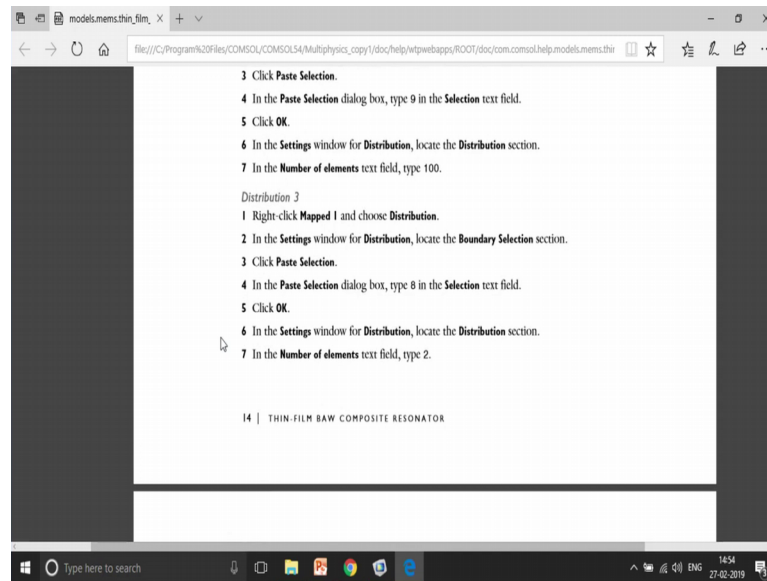 models.mems.thin_film_
file:///C:/Program%20Files/COMSOL/COMSOL54/Multiphysics_copy1/doc/help/wtpwebapps/ROOT/doc/com.comsol.help.models.mems.thi
3 Click Paste Selection.
4 In the Paste Selection dialog box, type 9 in the Selection text field.
5 Click OK.
6 In the Settings window for Distribution, locate the Distribution section.
7 In the Number of elements text field, type 100.
Distribution 3
1 Right-click Mapped 1 and choose Distribution.
2 In the Settings window for Distribution, locate the Boundary Selection section.
3 Click Paste Selection.
4 In the Paste Selection dialog box, type 8 in the Selection text field.
5 Click OK.
6 In the Settings window for Distribution, locate the Distribution section.
7 In the Number of elements text field, type 2.
14 | THIN-FILM BAW COMPOSITE RESONATOR
Type here to search
ENG
14:54
27-02-2019